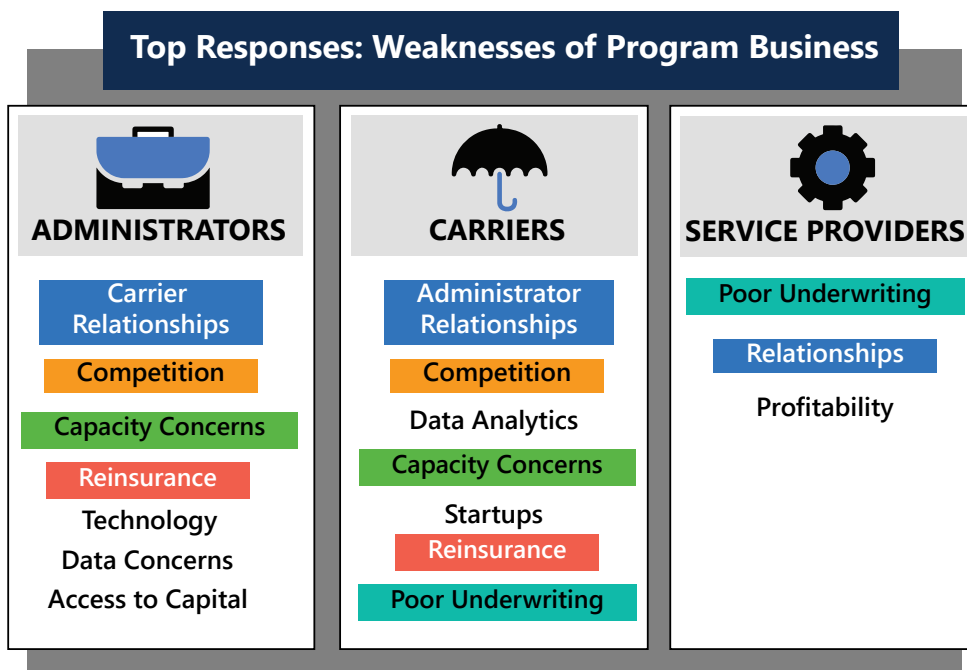 Top Responses: Weaknesses of Program Business
ADMINISTRATORS
Carrier
Relationships
Competition
Capacity Concerns
Reinsurance
Technology
Data Concerns
Access to Capital
CARRIERS
Administrator
Relationships
Competition
Data Analytics
Capacity Concerns
Startups
Reinsurance
Poor Underwriting
SERVICE PROVIDERS
Poor Underwriting
Relationships
Profitability